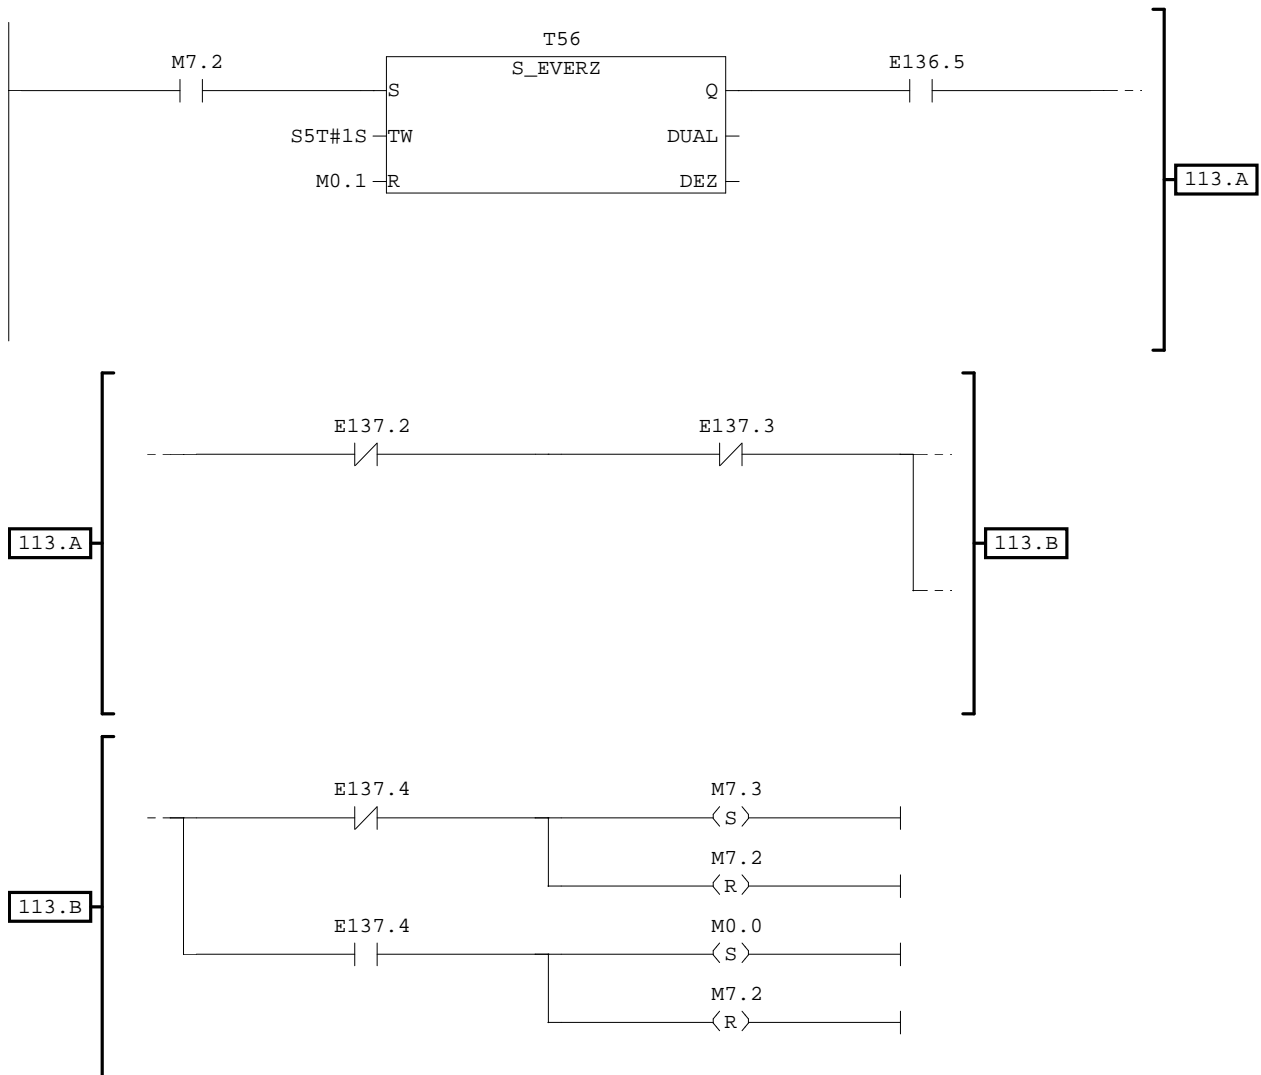 T56
M7.2
S_EVERZ
E136.5
S
Q
S5T#1S
TW
DUAL
M0.1
R
DEZ
113.A
E137.2
E137.3
113.A
113.B
E137.4
M7.3
S
M7.2
R
113.B
E137.4
M0.0
S
M7.2
R